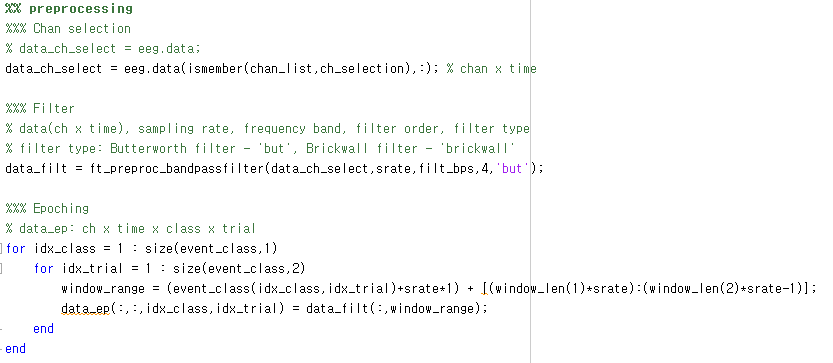 %% preprocessing
%%% Chan selection
% data_ch_select = eeg.data;
data_ch_select = eeg.data(ismember(chan_list,ch_selection),:); % chan x time
%%% Filter
% data(ch x time), sampling rate, frequency band, filter order, filter type
% filter type: Butterworth filter - 'but', Brickwall filter - 'brickwall'
data_filt = ft_preproc_bandpassfilter(data_ch_select,srate,filt_bps,4,'but');
%%% Epoching
% data_ep: ch x time x class x trial
for idx_class = 1 : size(event_class,1)
    for idx_trial = 1 : size(event_class,2)
        window_range = (event_class(idx_class,idx_trial)+srate*1) + [(window_len(1)*srate):(window_len(2)*srate-1)];
        data_ep(:,:,idx_class,idx_trial) = data_filt(:,window_range);
    end
end